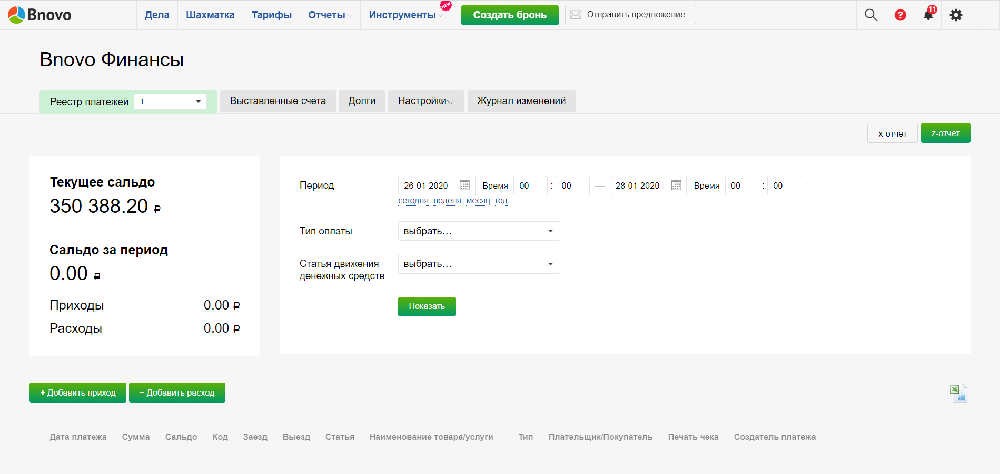 Bnovo
Дела
Шахматка
Тарифы
Отчеты
Инструменты
NEW
Создать бронь
Отправить предложение
?
11
Bnovo Финансы
Реестр платежей
1
Выставленные счета
Долги
Настройки
Журнал изменений
x-отчет
z-отчет
Текущее сальдо
350 388.20 ₽
Сальдо за период
0.00 ₽
Приходы 0.00 ₽
Расходы 0.00 ₽
Период 26-01-2020 Время 00 : 00 — 28-01-2020 Время 00 : 00
сегодня неделя месяц год
Тип оплаты выбрать...
Статья движения
денежных средств
выбрать...
Показать
+ Добавить приход
− Добавить расход
Дата платежа Сумма Сальдо Код Заезд Выезд Статья Наименование товара/услуги Тип Плательщик/Покупатель Печать чека Создатель платежа